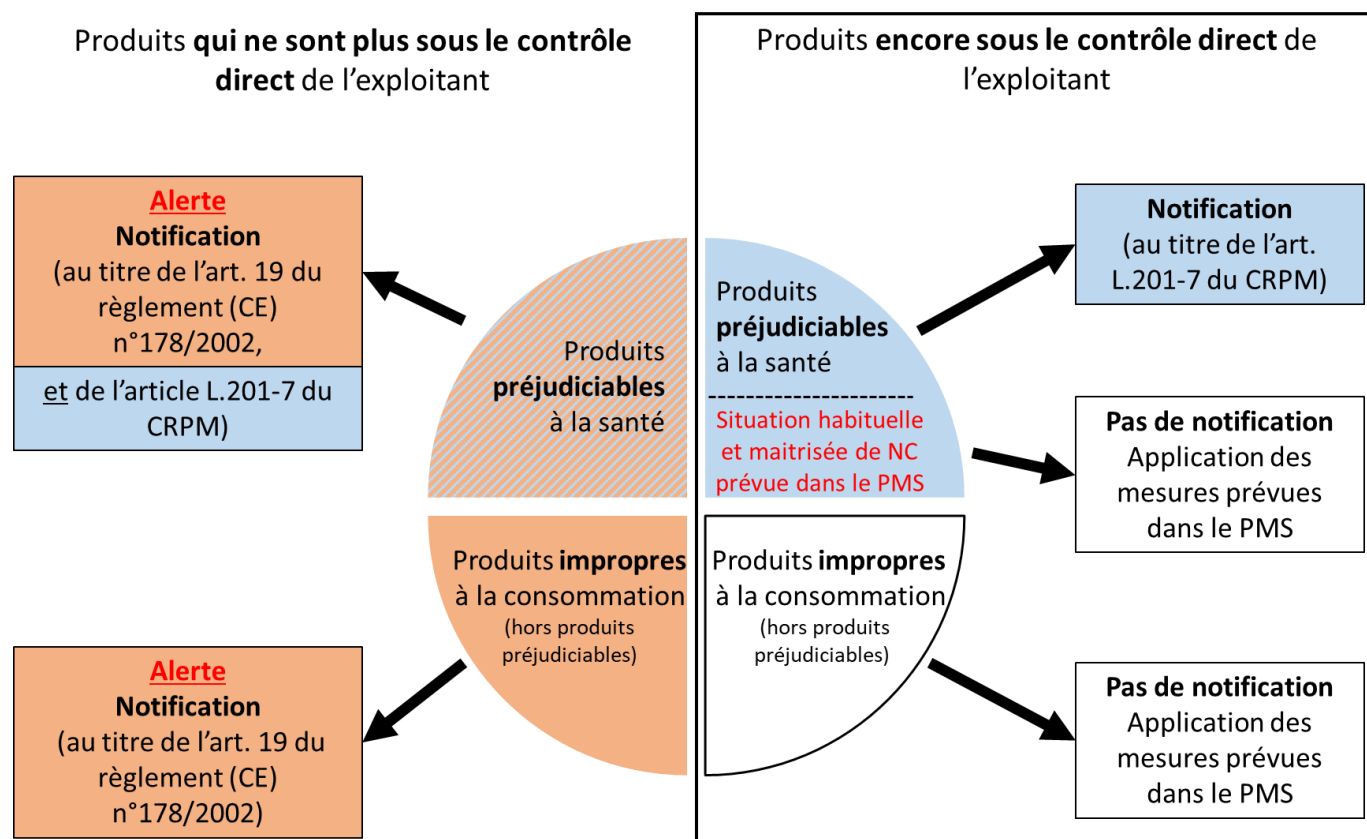 Produits qui ne sont plus sous le contrôle
direct de l’exploitant
Alerte
Notification
(au titre de l’art. 19 du
règlement (CE)
n°178/2002,
et de l’article L.201-7 du
CRPM)
Produits
préjudiciables
à la santé
Produits impropres
à la consommation
(hors produits
préjudiciables)
Alerte
Notification
(au titre de l’art. 19 du
règlement (CE)
n°178/2002)
Produits encore sous le contrôle direct de
l’exploitant
Produits
préjudiciables
à la santé
Situation habituelle
et maitrisée de NC
prévue dans le PMS
Notification
(au titre de l’art.
L.201-7 du CRPM)
Pas de notification
Application des
mesures prévues
dans le PMS
Produits impropres
à la consommation
(hors produits
préjudiciables)
Pas de notification
Application des
mesures prévues
dans le PMS